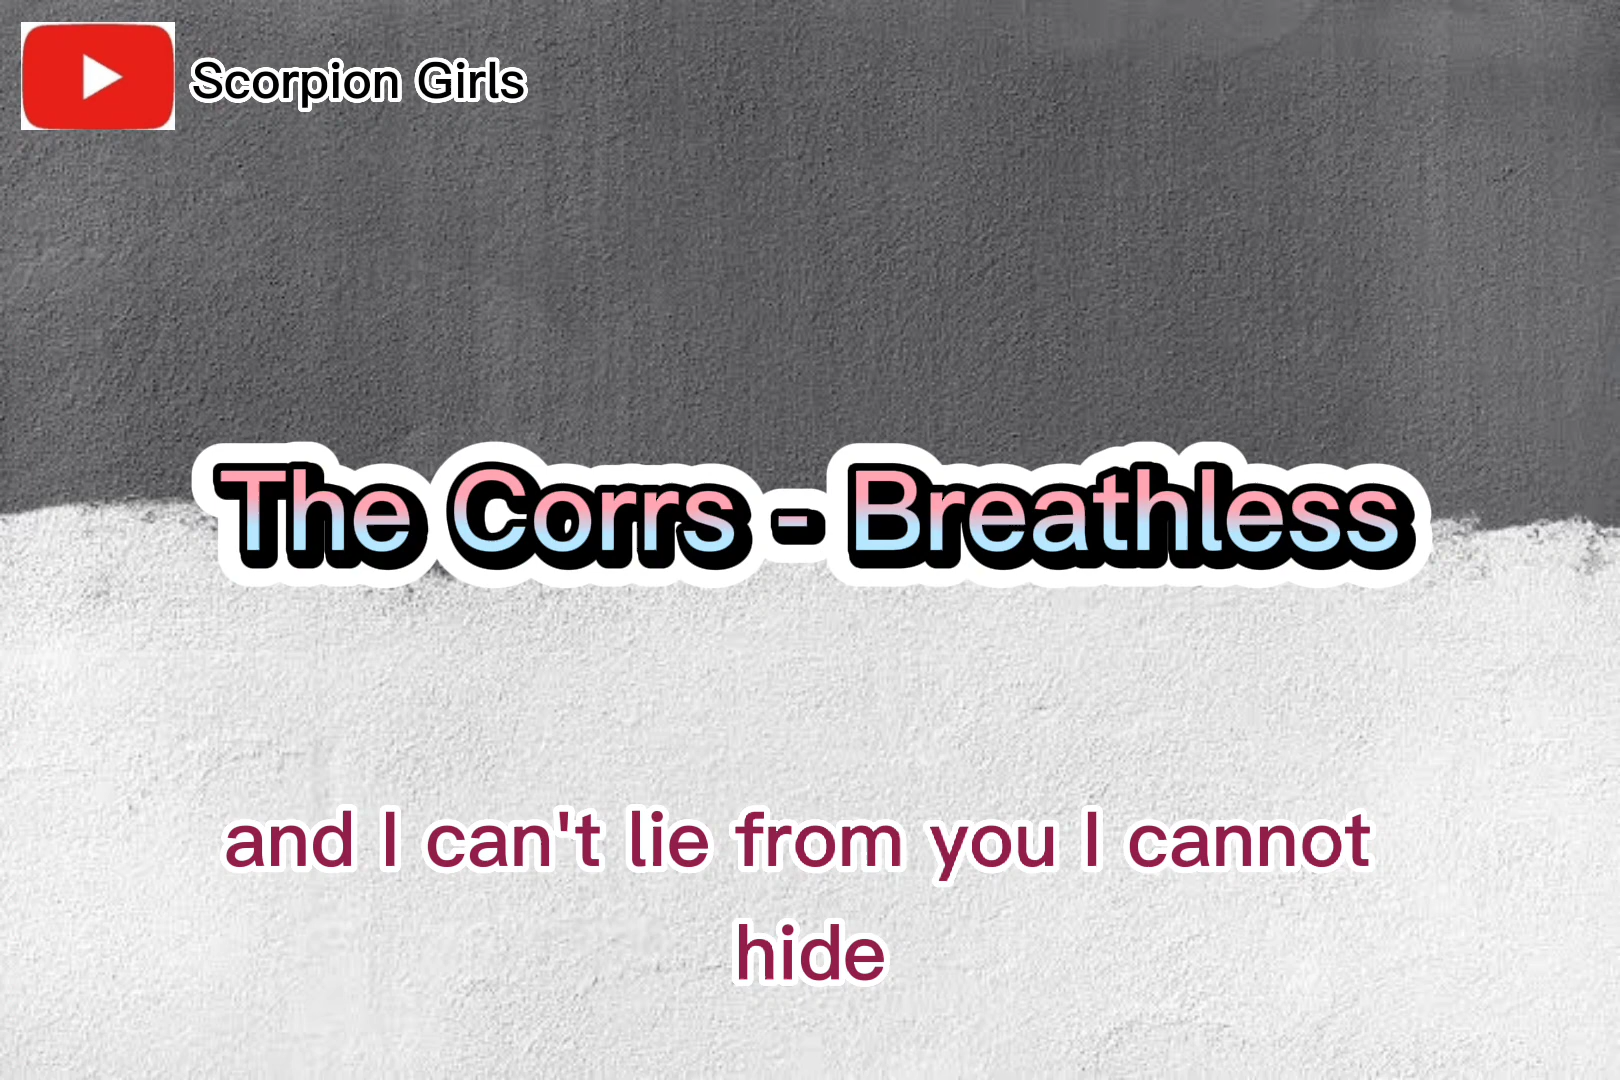 Scorpion Girls
The Corrs - Breathless
and I can't lie from you I cannot
hide